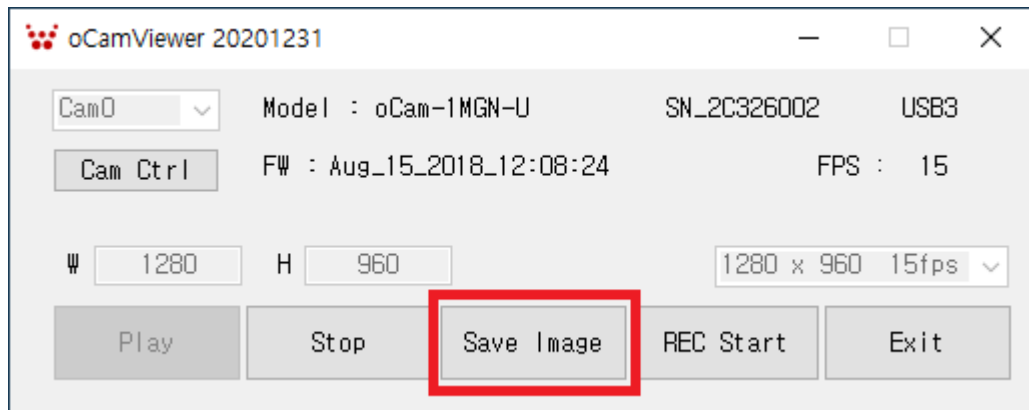 oCamViewer 20201231
Cam0 Model : oCam-1MGN-U SN_2C326002 USB3
Cam Ctrl FW : Aug_15_2018_12:08:24 FPS : 15
W 1280 H 960 1280 x 960 15fps
Play Stop Save Image REC Start Exit